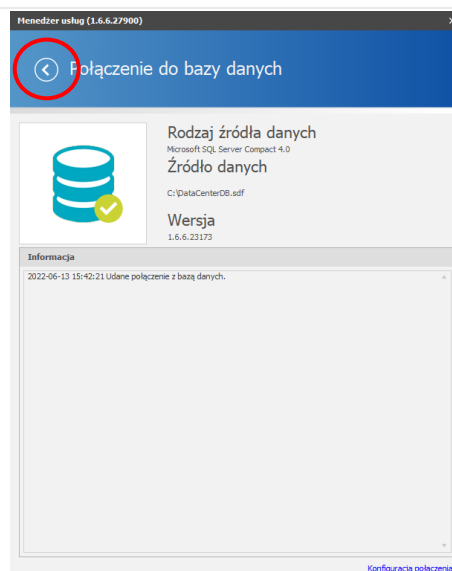 Menedżer usług (1.6.6.27900)
Połączenie do bazy danych
Rodzaj źródła danych
Microsoft SQL Server Compact 4.0
Źródło danych
C:\DataCenterDB.sdf
Wersja
1.6.6.23173
Informacja
2022-06-13 15:42:21 Udane połączenie z bazą danych.
Konfiguracja połączenia